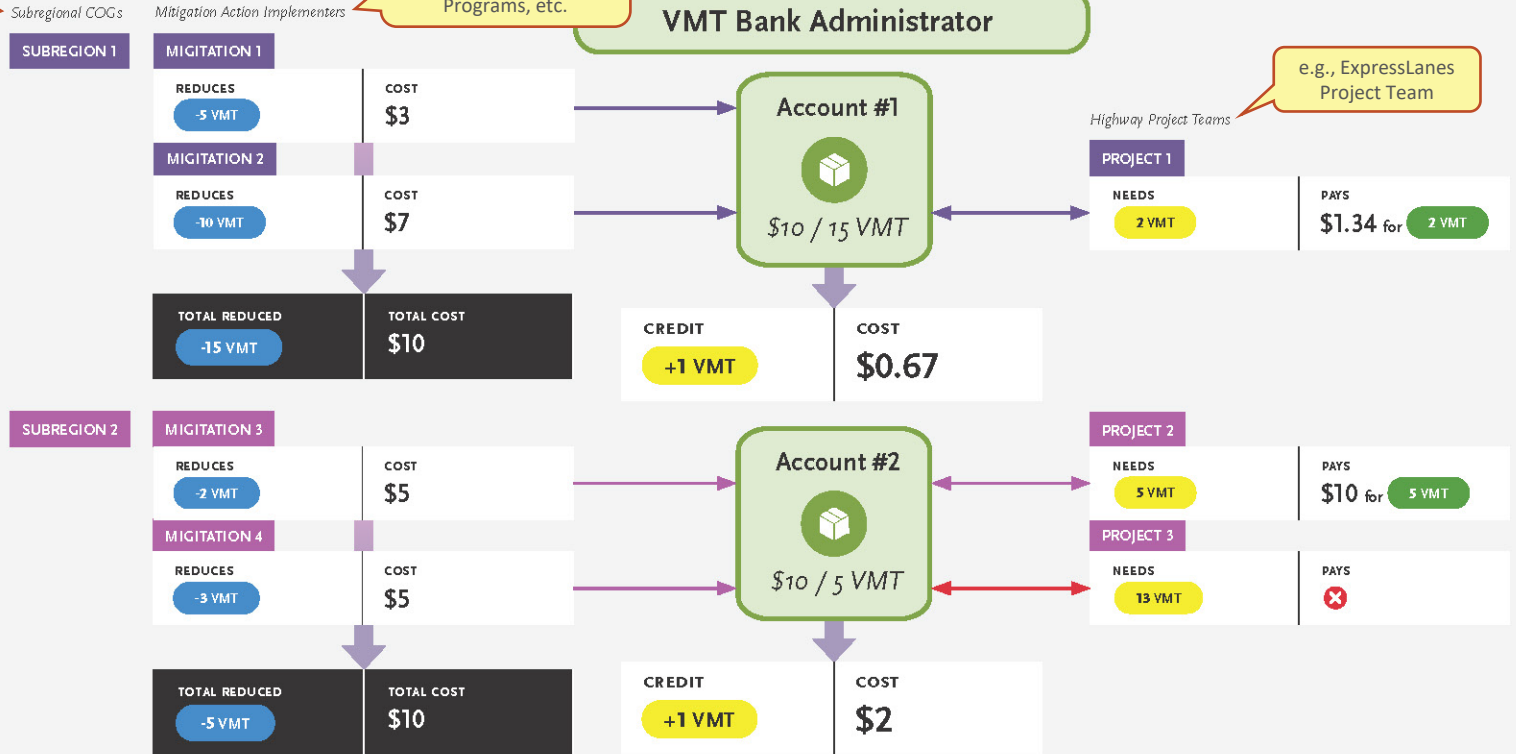 Subregional COGs
Mitigation Action Implementers
Programs, etc.
VMT Bank Administrator
SUBREGION 1
MIGITATION 1
REDUCES
-5 VMT
COST
$3
MIGITATION 2
REDUCES
-10 VMT
COST
$7
TOTAL REDUCED
-15 VMT
TOTAL COST
$10
Account #1
$10 / 15 VMT
CREDIT
+1 VMT
COST
$0.67
e.g., ExpressLanes
Project Team
Highway Project Teams
PROJECT 1
NEEDS
2 VMT
PAYS
$1.34 for 2 VMT
SUBREGION 2
MIGITATION 3
REDUCES
-2 VMT
COST
$5
MIGITATION 4
REDUCES
-3 VMT
COST
$5
TOTAL REDUCED
-5 VMT
TOTAL COST
$10
Account #2
$10 / 5 VMT
CREDIT
+1 VMT
COST
$2
PROJECT 2
NEEDS
5 VMT
PAYS
$10 for 5 VMT
PROJECT 3
NEEDS
13 VMT
PAYS